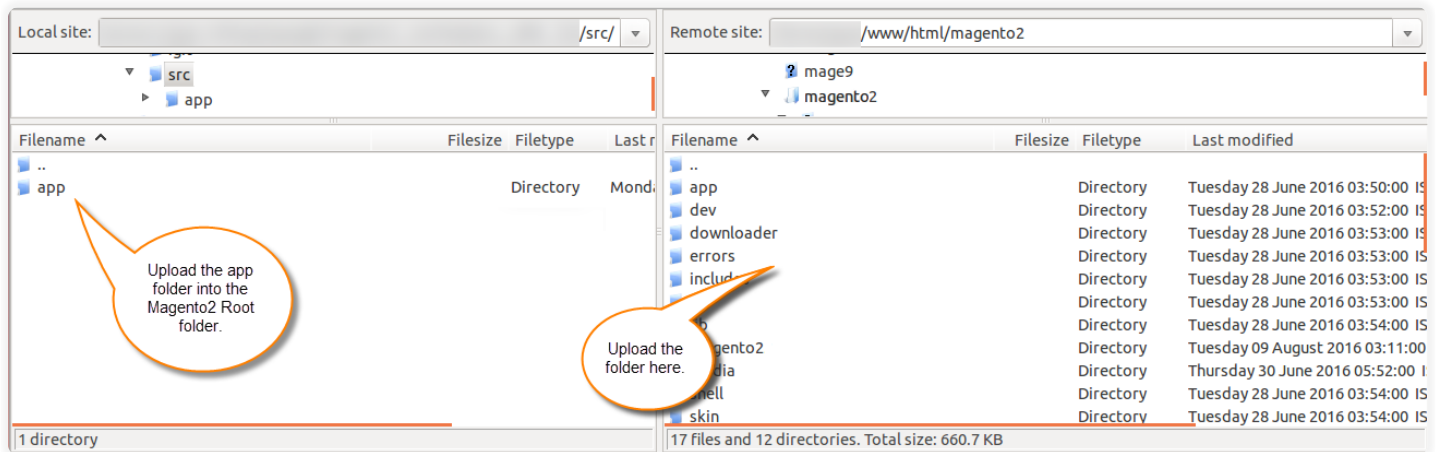 Local site: /src/
src
app
Filename Filesize Filetype Last
..
app Directory
Upload the app
folder into the
Magento2 Root
folder.
1 directory
Remote site: /www/html/magento2
mage9
magento2
Filename Filesize Filetype Last modified
..
app Directory Tuesday 28 June 2016 03:50:00
dev Directory Tuesday 28 June 2016 03:52:00
downloader Directory Tuesday 28 June 2016 03:53:00
errors Directory Tuesday 28 June 2016 03:53:00
Directory Tuesday 28 June 2016 03:53:00
Directory Tuesday 28 June 2016 03:53:00
Directory Tuesday 28 June 2016 03:54:00
Directory Tuesday 09 August 2016 03:11:00
Directory Thursday 30 June 2016 05:52:00
Directory Tuesday 28 June 2016 03:54:00
skin Directory Tuesday 28 June 2016 03:54:00
Upload the
folder here.
17 files and 12 directories. Total size: 660.7 KB